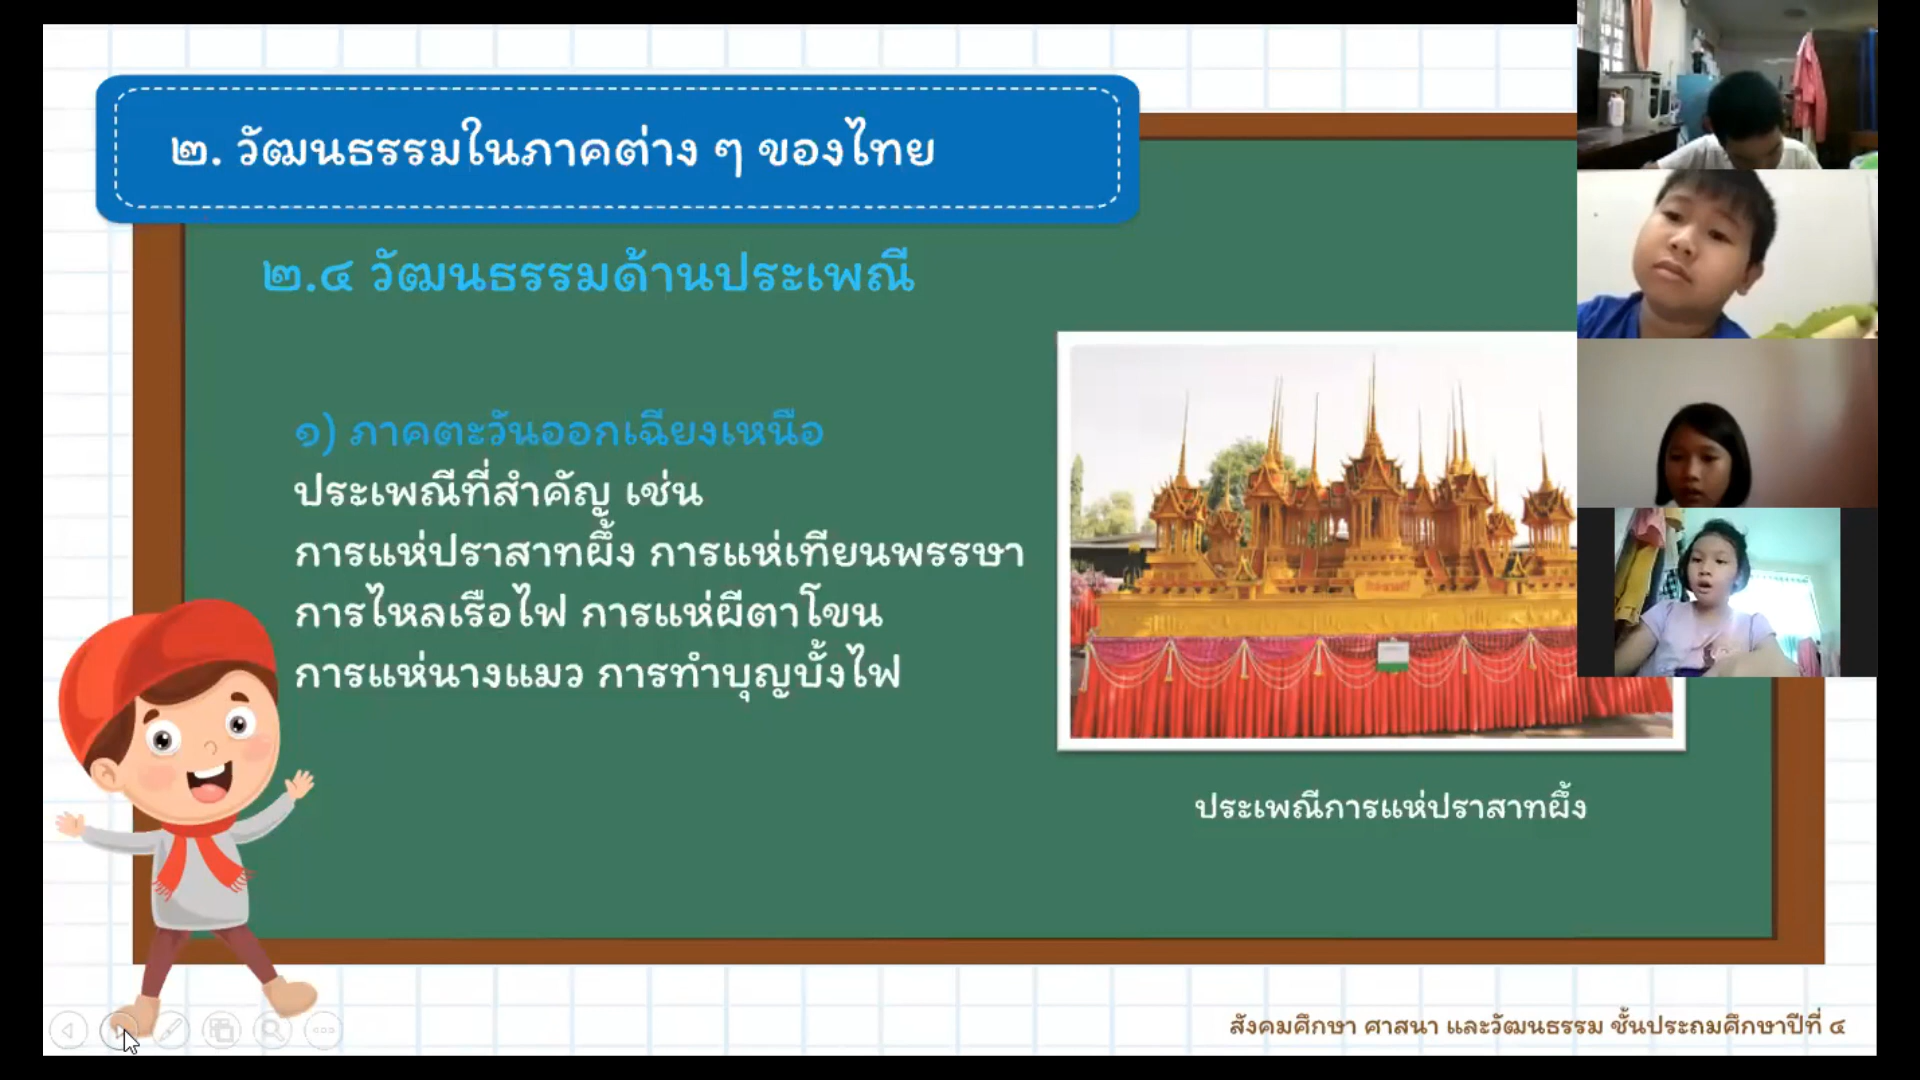 ๒. วัฒนธรรมในภาคต่าง ๆ ของไทย
๒.๔ วัฒนธรรมด้านประเพณี
๑) ภาคตะวันออกเฉียงเหนือ
ประเพณีที่สำคัญ เช่น
การแห่ปราสาทผึ้ง การแห่เทียนพรรษา
การไหลเรือไฟ การแห่ผีตาโขน
การแห่นางแมว การทำบุญบั้งไฟ
ประเพณีการแห่ปราสาทผึ้ง
สังคมศึกษา ศาสนา และวัฒนธรรม ชั้นประถมศึกษาปีที่ ๔